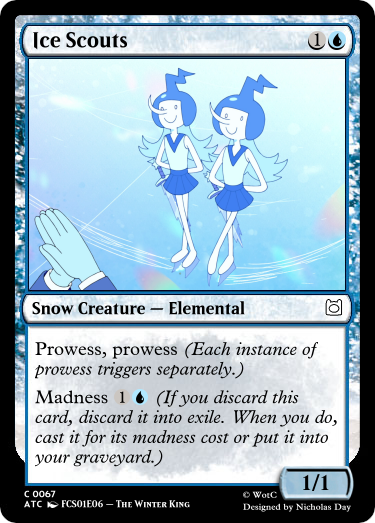 Ice Scouts 1
Snow Creature — Elemental
Prowess, prowess (Each instance of
prowess triggers separately.)
Madness 1 (If you discard this
card, discard it into exile. When you do,
cast it for its madness cost or put it into
your graveyard.)
1/1
C 0067
ATC FCS01E06 – The Winter King
© WotC
Designed by Nicholas Day